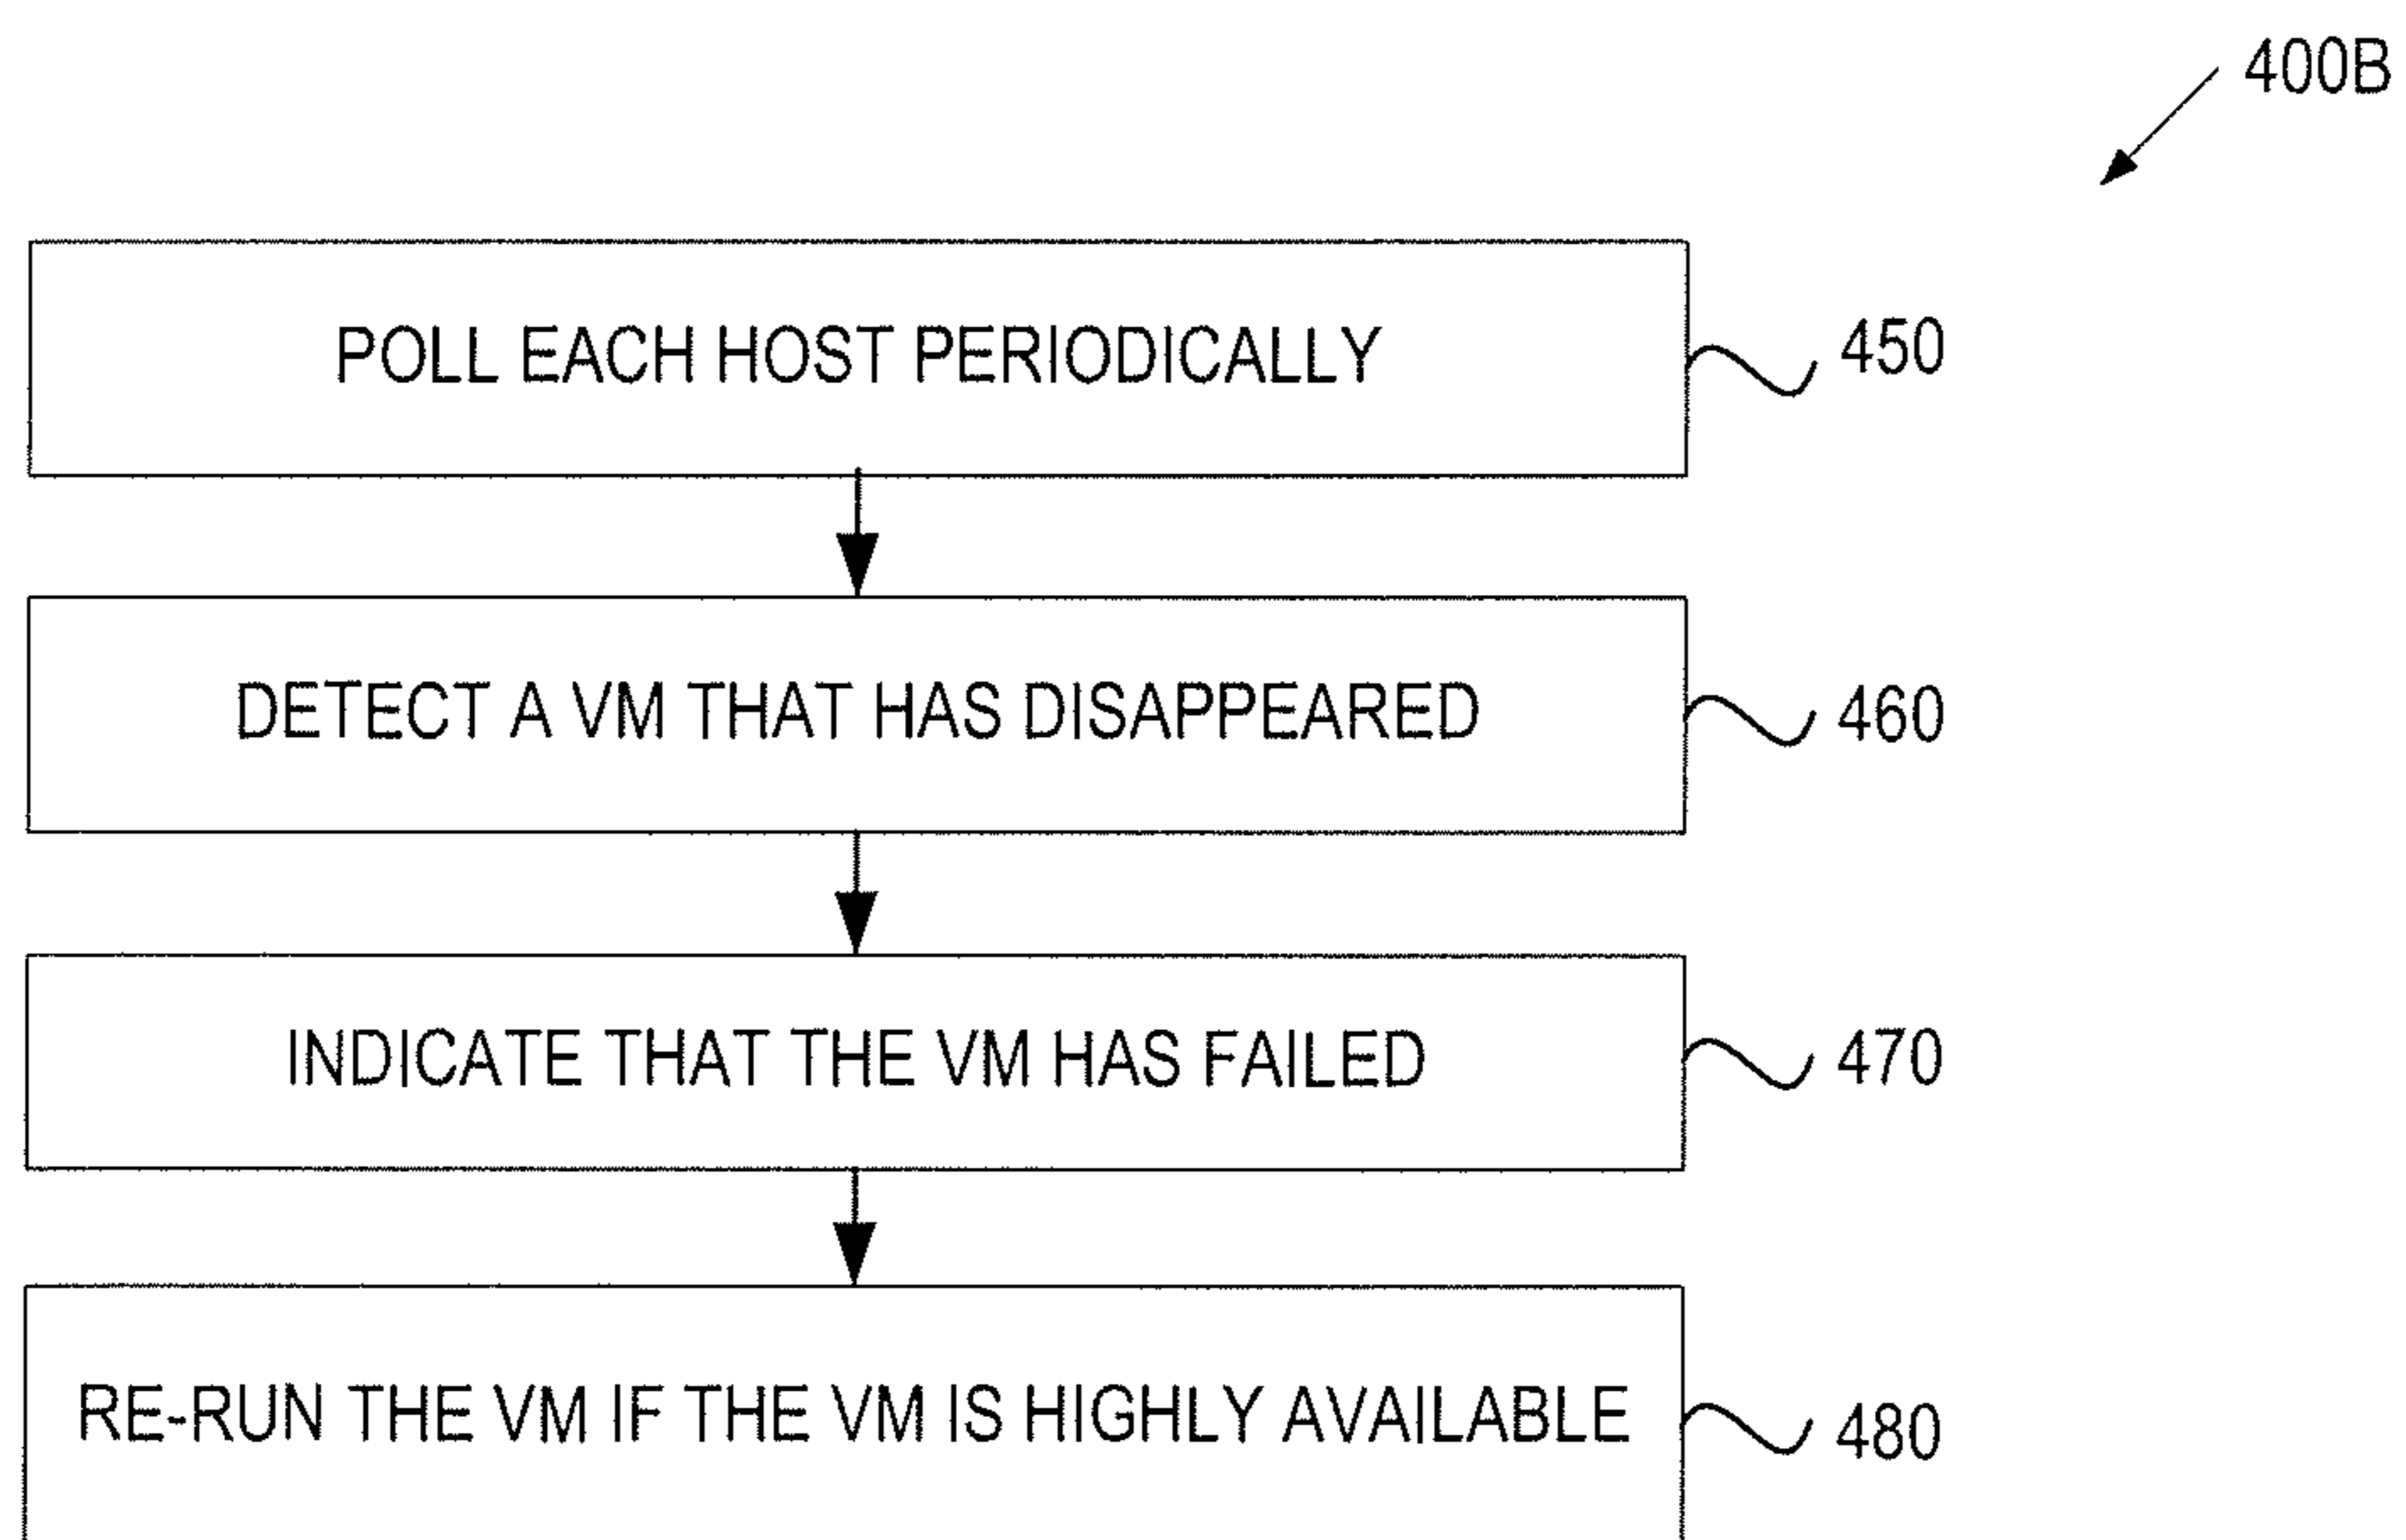 400B
POLL EACH HOST PERIODICALLY
450
DETECT A VM THAT HAS DISAPPEARED
460
INDICATE THAT THE VM HAS FAILED
470
RE-RUN THE VM IF THE VM IS HIGHLY AVAILABLE
480